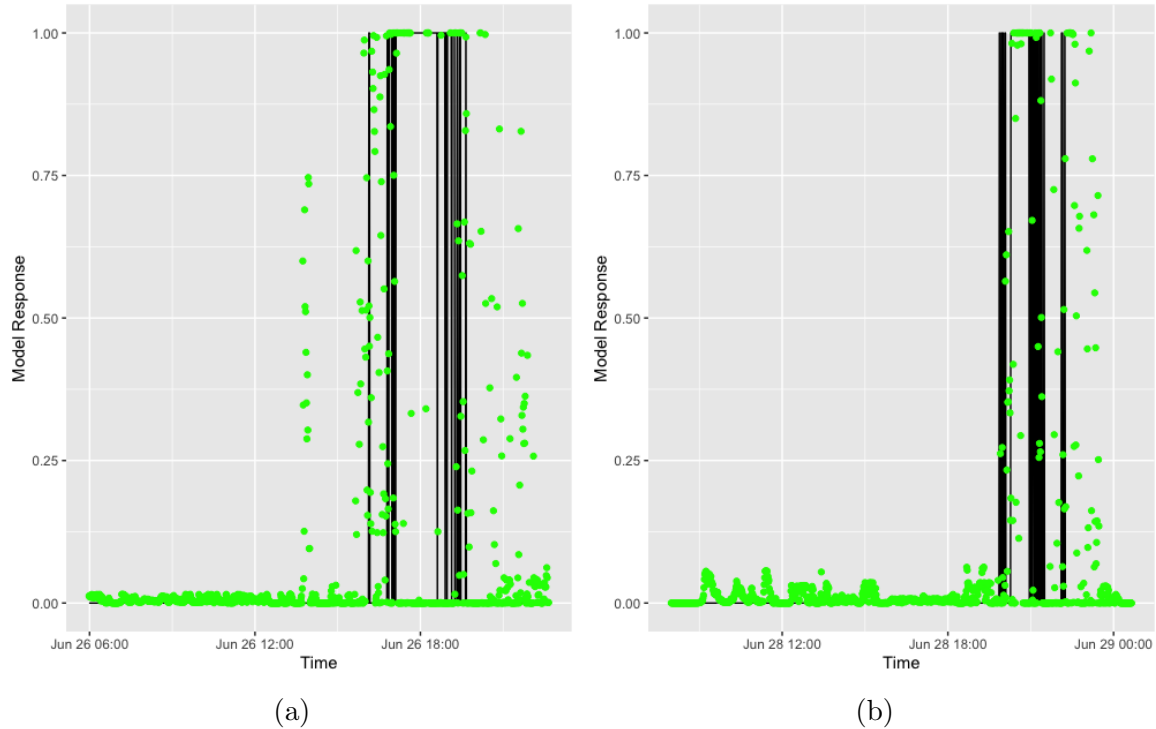 1.00
0.75
0.50
0.25
0.00
Model Response
Jun 26 06:00
Jun 26 12:00
Jun 26 18:00
Time
(a)
1.00
0.75
0.50
0.25
0.00
Model Response
Jun 28 12:00
Jun 28 18:00
Jun 29 00:00
Time
(b)